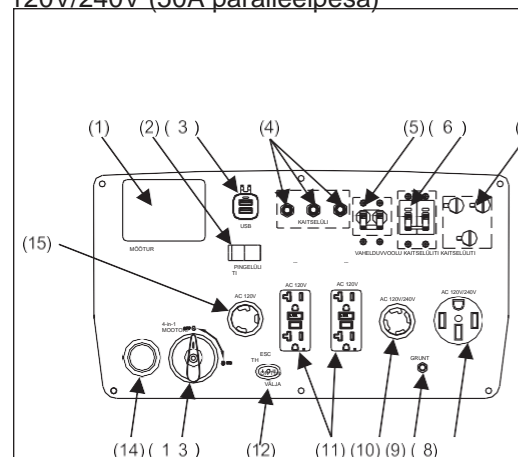 120V/240V (50A paralleelpesa)
(1) (2) ( 3 ) (4) (5) ( 6 ) (
USB
KAITSELÜLI
VAHELDUVVOOLU KAITSELÜLITI KAITSELÜLITI
MÕÕTUR
PINGELÜLI
TI
(15)
AC 120V
AC 120V
AC 120V
AC 120V/240V
AC 120V/240V
4-in-1
MOOTOR
ESC
TH
VÄLJA
GRUNT
(14) ( 1 3 ) (12) (11) (10) (9) ( 8)